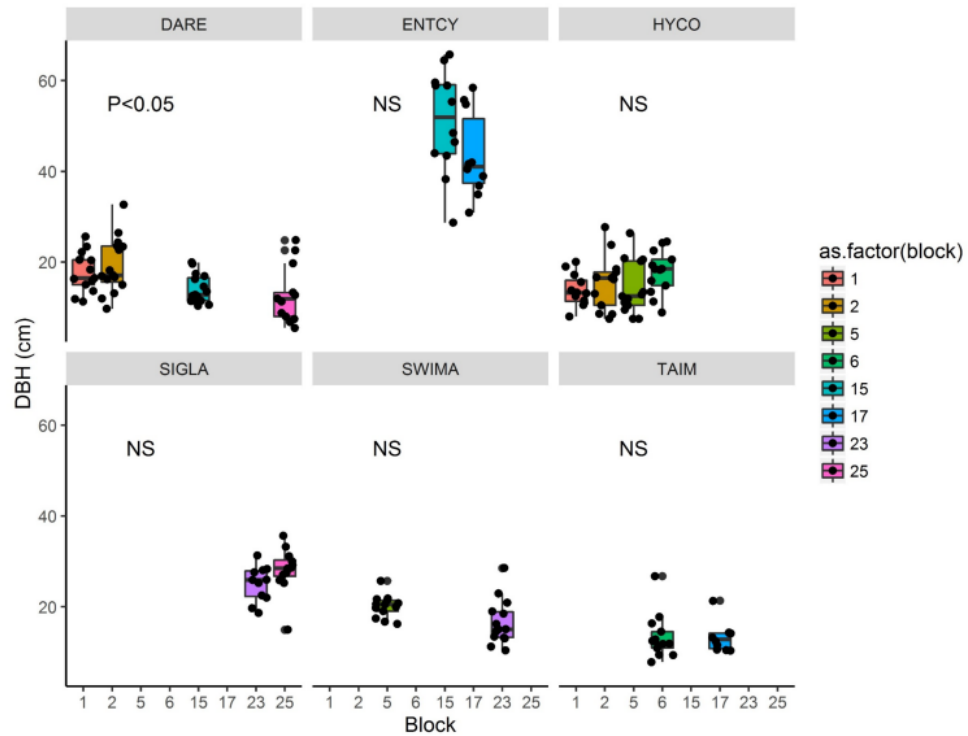 DARE ENTCY HYCO
60
40
20
P<0.05 NS NS
SIGLA SWIMA TAIM
60
40
20
NS NS NS
DBH (cm)
1 2 5 6 15 17 23 25 1 2 5 6 15 17 23 25 1 2 5 6 15 17 23 25
Block
as.factor(block)
1
2
5
6
15
17
23
25